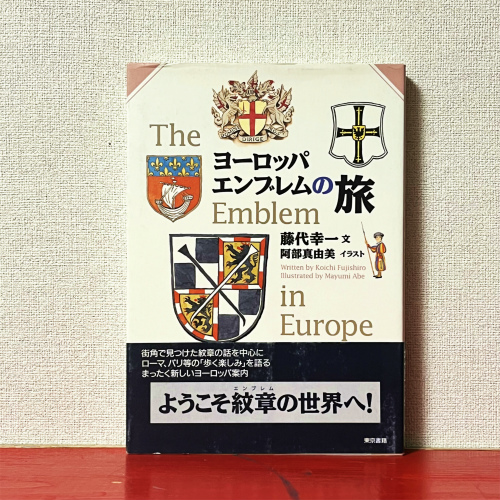 The
ヨーロッパ
エンブレムの旅
Emblem
藤代幸一 文
阿部真由美 イラスト
Written by Koichi Fujishiro
Illustrated by Mayumi Abe
in
Europe
街角で見つけた紋章の話を中心に
ローマ、パリ等の「歩く楽しみ」を語る
まったく新しいヨーロッパ案内
エンブレム
ようこそ紋章の世界へ!
東京書籍